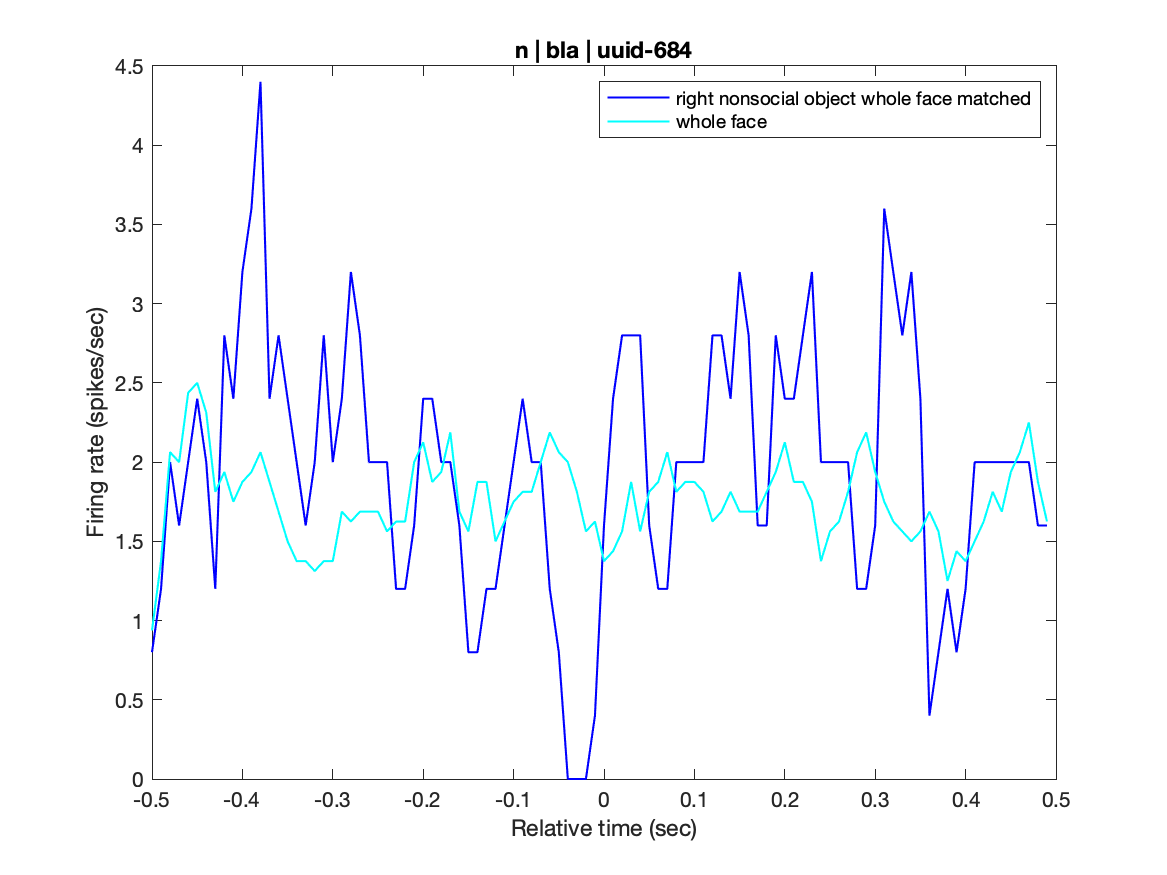 n | bla | uuid-684
right nonsocial object whole face matched
whole face
Firing rate (spikes/sec)
4.5
4
3.5
3
2.5
2
1.5
1
0.5
0
-0.5 -0.4 -0.3 -0.2 -0.1 0 0.1 0.2 0.3 0.4 0.5
Relative time (sec)